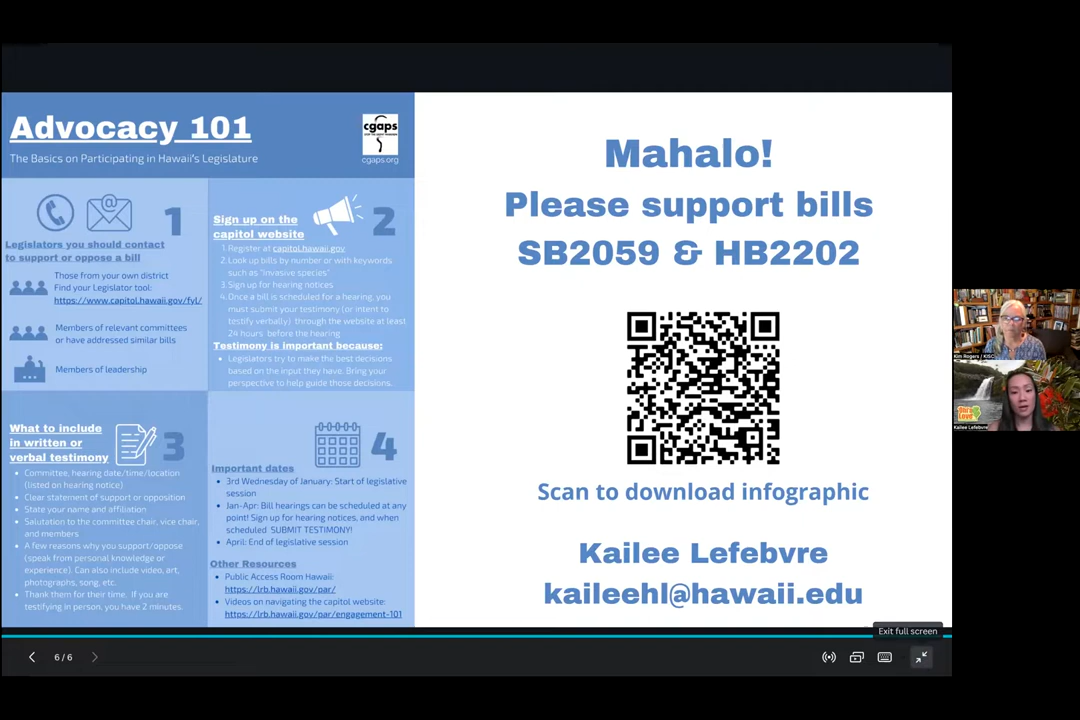 Advocacy 101
The Basics on Participating in Hawaii's Legislature
cgaps
cgaps.org
1
Legislators you should contact
to support or oppose a bill
Those from your own district
Find your Legislator tool:
https://www.capitol.hawaii.gov/fyl/
Members of relevant committees
or have addressed similar bills
Members of leadership
2
Sign up on the
capitol website
1. Register at capitol.hawaii.gov
2. Look up bills by number or with keywords
such as "invasive species"
3. Sign up for hearing notices
4. Once a bill is scheduled for a hearing, you
must submit your testimony (or intent to
testify verbally) through the website at least
24 hours before the hearing
Testimony is important because:
• Legislators try to make the best decisions
based on the input they have. Bring your
perspective to help guide those decisions.
What to include
in written or
verbal testimony
3
• Committee, hearing date/time/location
(listed on hearing notice)
• Clear statement of support or opposition
• State your name and affiliation
• Salutation to the committee chair, vice chair,
and members
• A few reasons why you support/oppose
(speak from personal knowledge or
experience). Can also include video, art,
photographs, song, etc.
• Thank them for their time. If you are
testifying in person, you have 2 minutes.
4
Important dates
• 3rd Wednesday of January: Start of legislative
session
• Jan-Apr: Bill hearings can be scheduled at any
point! Sign up for hearing notices, and when
scheduled SUBMIT TESTIMONY!
• April: End of legislative session
Other Resources
• Public Access Room Hawaii:
https://lrb.hawaii.gov/par/
• Videos on navigating the capitol website:
https://lrb.hawaii.gov/par/engagement-101
Mahalo!
Please support bills
SB2059 & HB2202
Scan to download infographic
Kailee Lefebvre
kaileehl@hawaii.edu
Kim Rogers / KISC
Kailee Lefebvre
Exit full screen
6/6